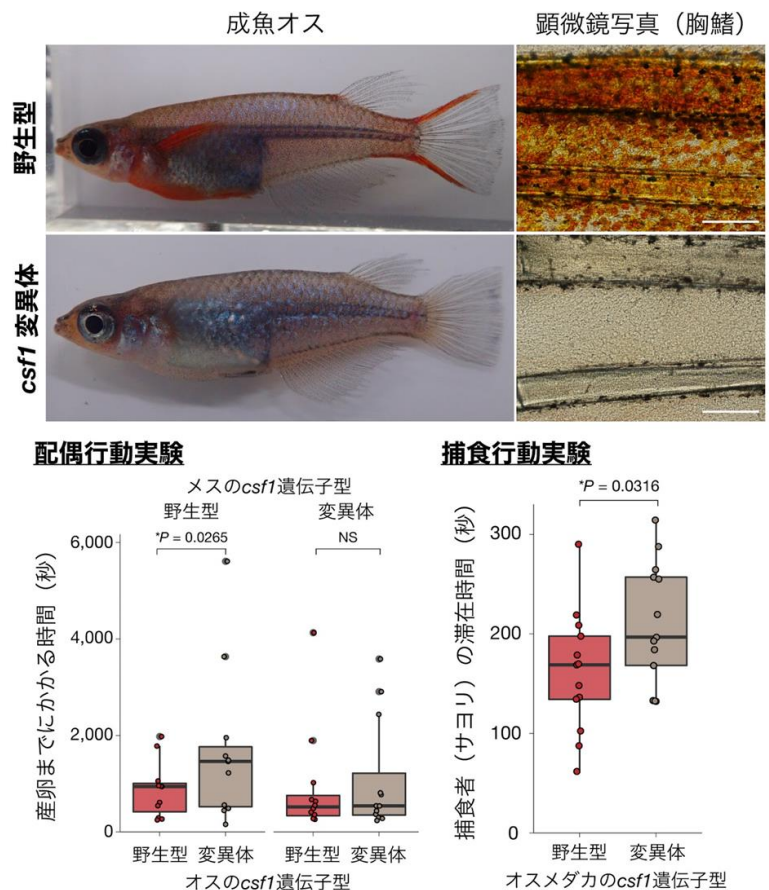 成魚オス
顕微鏡写真（胸鰭）
野生型
csf1 変異体
配偶行動実験
メスのcsf1遺伝子型
野生型
変異体
*P = 0.0265
NS
産卵までにかかる時間（秒）
6,000
4,000
2,000
0
野生型
変異体
野生型
変異体
オスのcsf1遺伝子型
捕食行動実験
*P = 0.0316
捕食者（サヨリ）の滞在時間（秒）
300
200
100
0
野生型
変異体
オスメダカのcsf1遺伝子型